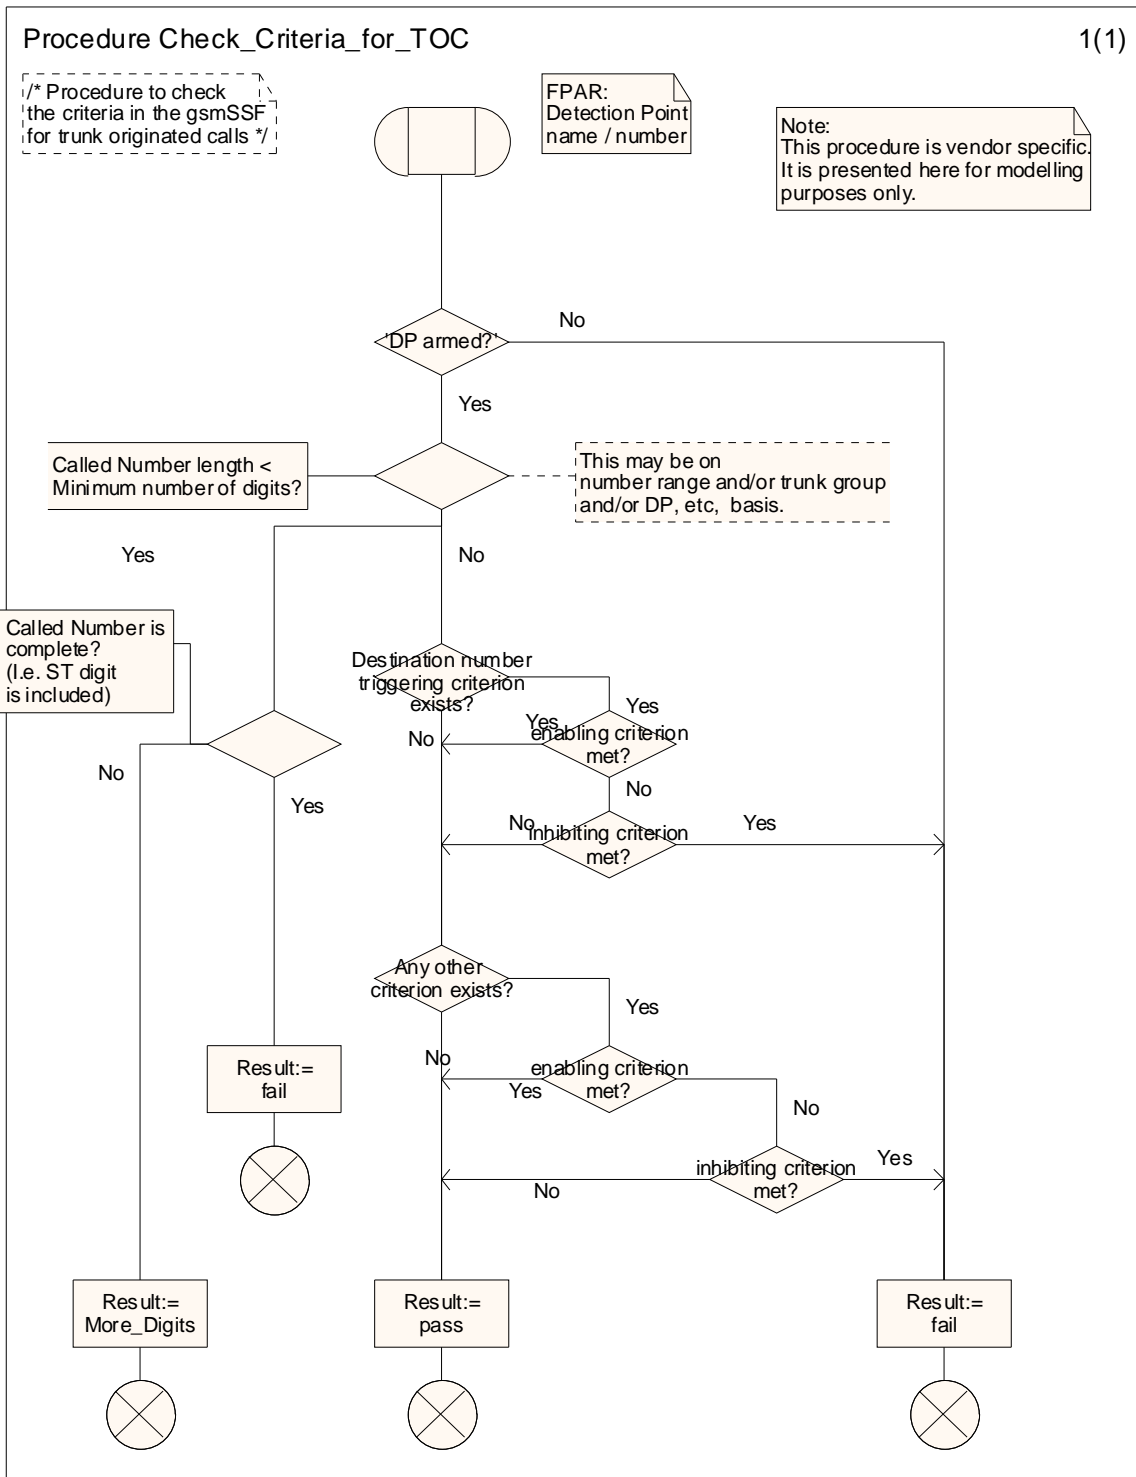 Procedure Check_Criteria_for_TOC
1(1)
/* Procedure to check
the criteria in the gsmSSF
for trunk originated calls */
FPAR:
Detection Point
name / number
Note:
This procedure is vendor specific.
It is presented here for modelling
purposes only.
'DP armed?'
No
Yes
Called Number length <
Minimum number of digits?
This may be on
number range and/or trunk group
and/or DP, etc, basis.
Yes
No
Called Number is
complete?
(I.e. ST digit
is included)
Destination number
triggering criterion
exists?
Yes
Yes
enabling criterion
met?
No
No
Yes
No
No
inhibiting criterion
met?
Yes
Any other
criterion exists?
Yes
No
enabling criterion
met?
Yes
No
inhibiting criterion
met?
Yes
No
Result:=
fail
Result:=
More_Digits
Result:=
pass
Result:=
fail